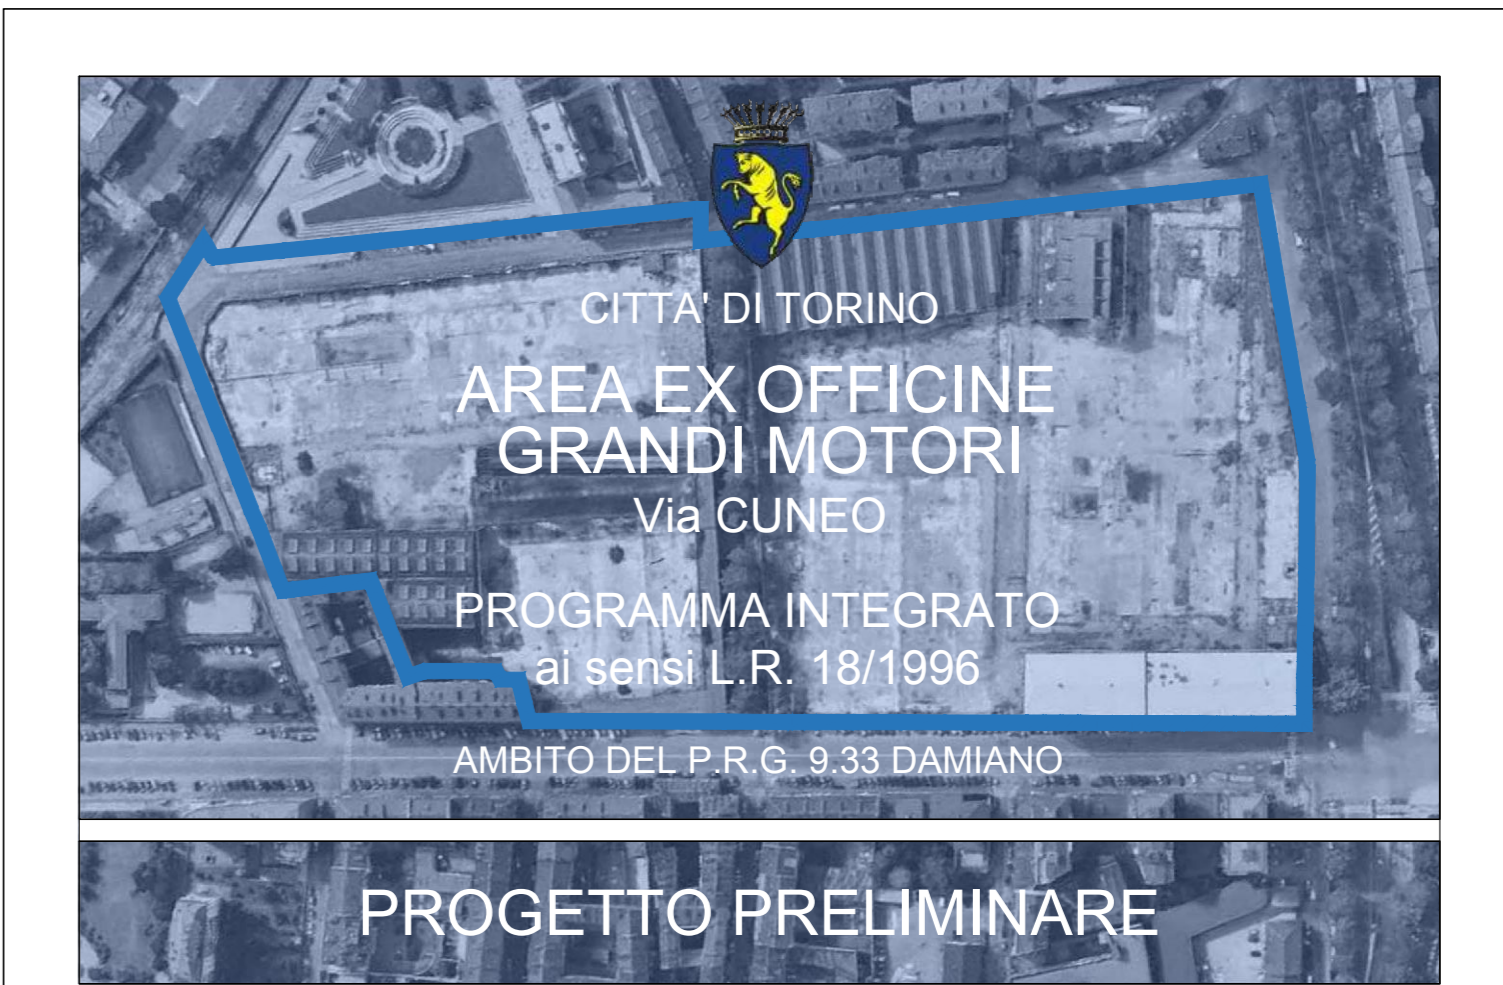 CITTA' DI TORINO
AREA EX OFFICINE
GRANDI MOTORI
Via CUNEO
PROGRAMMA INTEGRATO
ai sensi L.R. 18/1996
AMBITO DEL P.R.G. 9.33 DAMIANO
PROGETTO PRELIMINARE